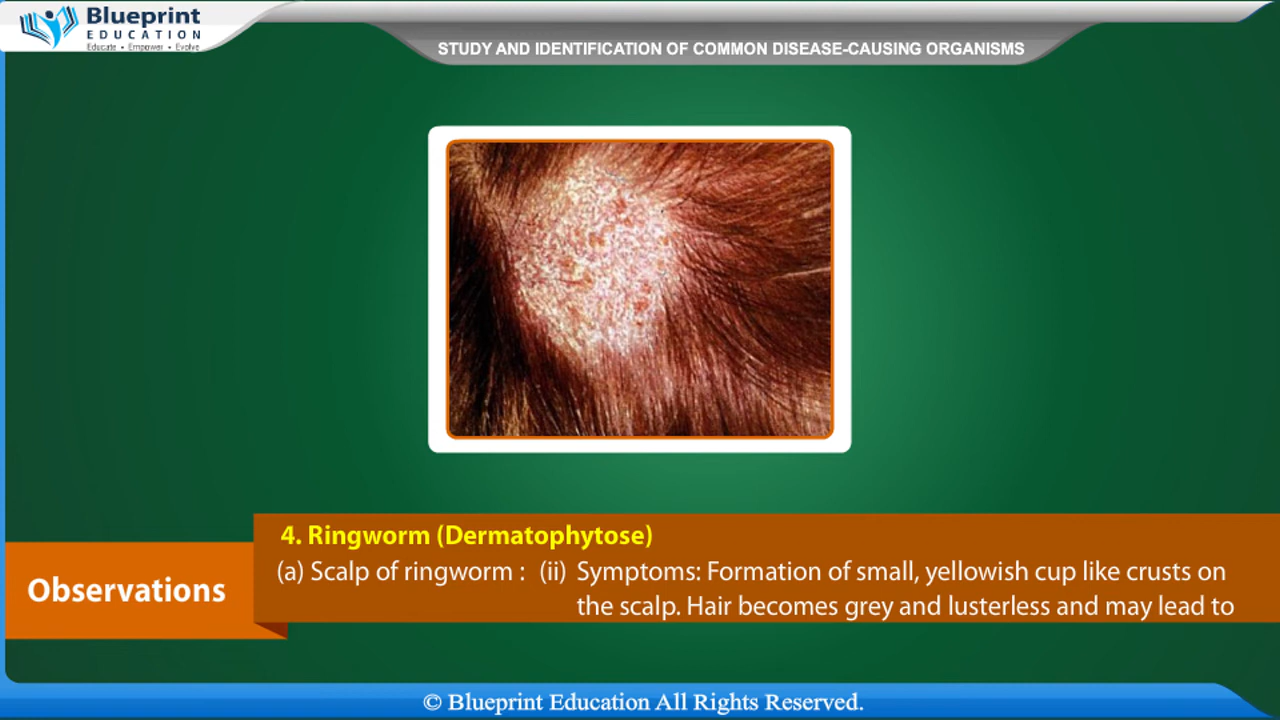 Blueprint
EDUCATION
Educate • Empower • Evolve
STUDY AND IDENTIFICATION OF COMMON DISEASE-CAUSING ORGANISMS
4. Ringworm (Dermatophytose)
(a) Scalp of ringworm : (ii) Symptoms: Formation of small, yellowish cup like crusts on
the scalp. Hair becomes grey and lusterless and may lead to
Observations
© Blueprint Education All Rights Reserved.